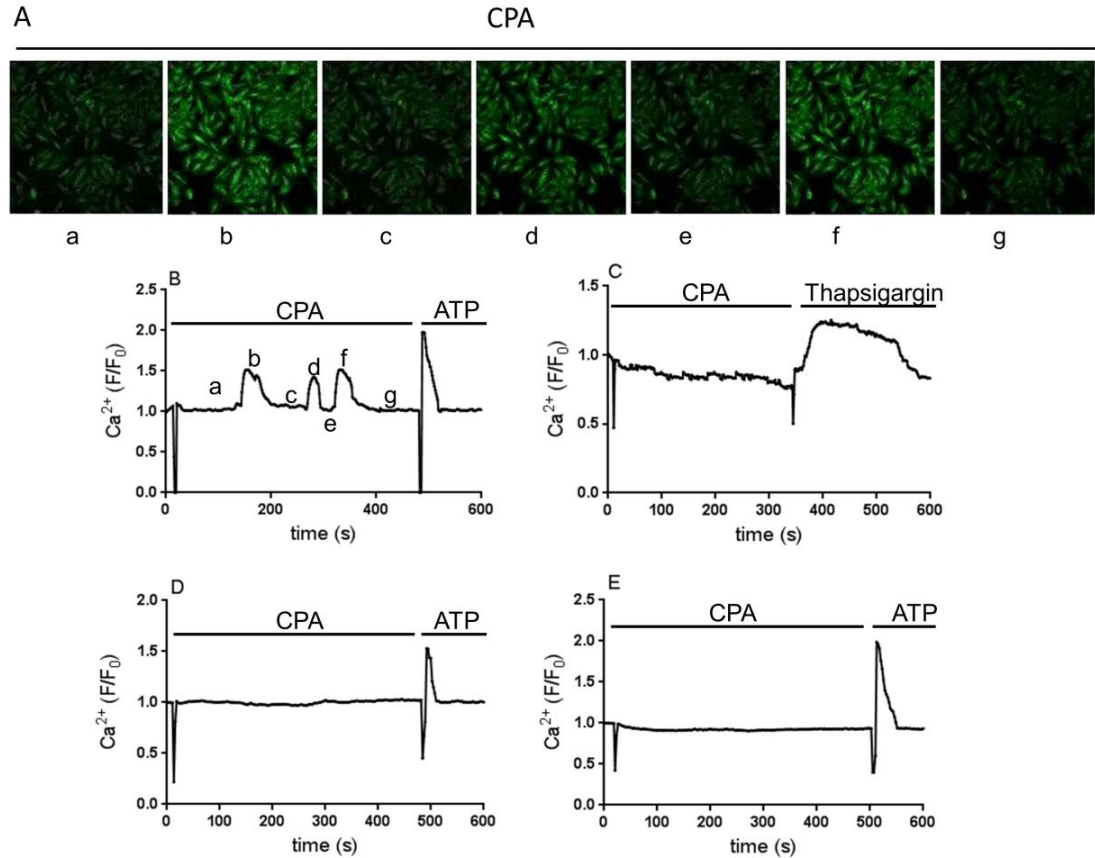 A
CPA
a b c d e f g
B
CPA ATP
2.5
2.0
1.5
1.0
0.5
0.0
b d f
a c g
e
Ca²⁺ (F/F₀)
0 200 400 600
time (s)
C
CPA Thapsigargin
1.5
1.0
0.5
0.0
Ca²⁺ (F/F₀)
0 100 200 300 400 500 600
time (s)
D
CPA ATP
2.0
1.5
1.0
0.5
0.0
Ca²⁺ (F/F₀)
0 100 200 300 400 500 600
time (s)
E
CPA ATP
2.5
2.0
1.5
1.0
0.5
0.0
Ca²⁺ (F/F₀)
0 100 200 300 400 500 600
time (s)